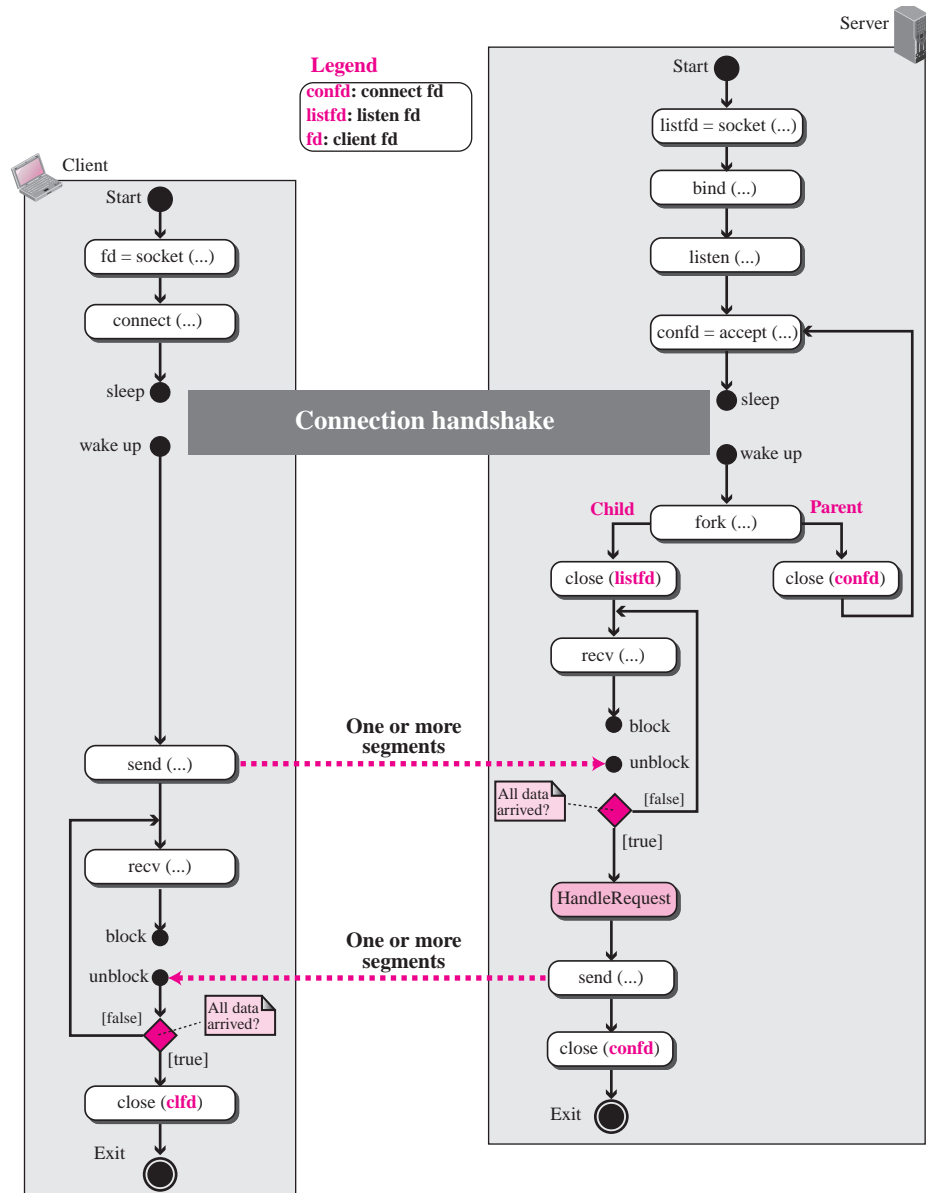 Server
Legend
confd: connect fd
listfd: listen fd
fd: client fd
Start
listfd = socket (...)
bind (...)
listen (...)
confd = accept (...)
sleep
wake up
fork (...)
Child
Parent
close (listfd)
close (confd)
recv (...)
block
unblock
All data
arrived?
[false]
[true]
HandleRequest
send (...)
close (confd)
Exit
Client
Start
fd = socket (...)
connect (...)
sleep
Connection handshake
wake up
One or more
segments
send (...)
recv (...)
block
One or more
segments
unblock
[false]
All data
arrived?
[true]
close (clfd)
Exit